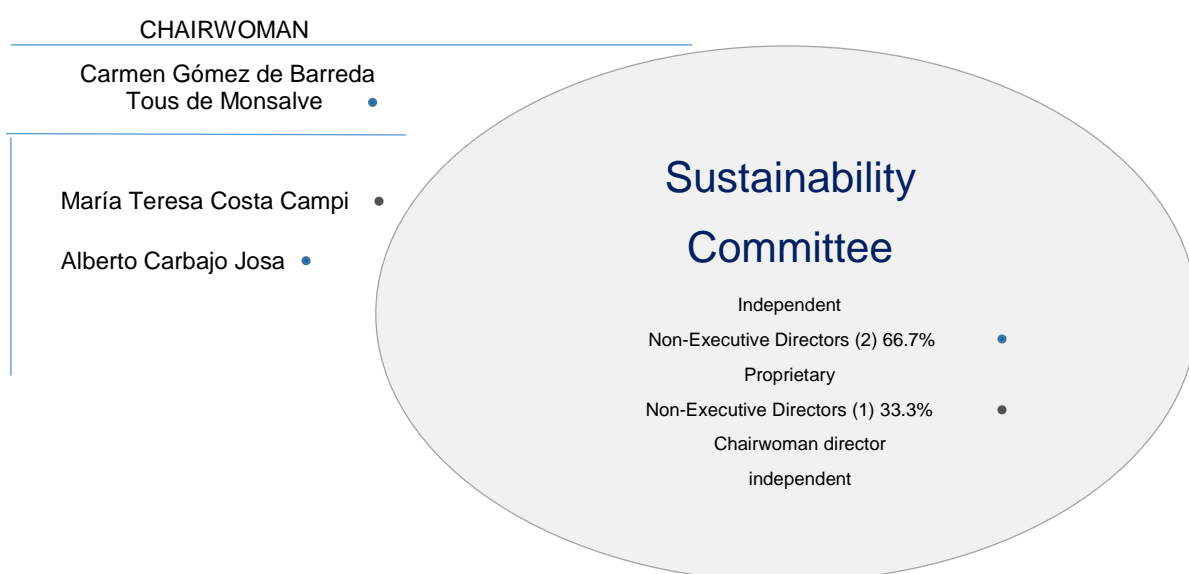 CHAIRWOMAN
Carmen Gómez de Barreda
Tous de Monsalve
María Teresa Costa Campi
Alberto Carbajo Josa
Sustainability
Committee
Independent
Non-Executive Directors (2) 66.7%
Proprietary
Non-Executive Directors (1) 33.3%
Chairwoman director
independent